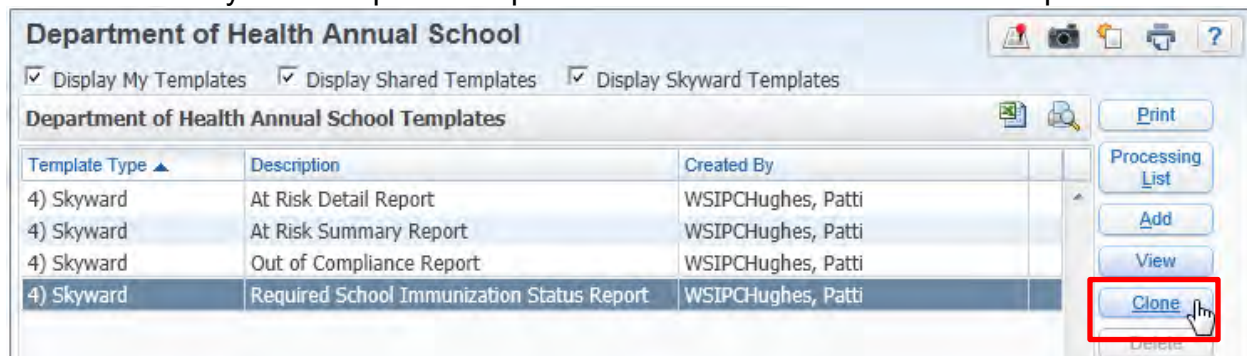 Department of Health Annual School
?
Display My Templates Display Shared Templates Display Skyward Templates
Department of Health Annual School Templates
Print
Template Type Description Created By
Processing List
4) Skyward At Risk Detail Report WSIPCHughes, Patti
4) Skyward At Risk Summary Report WSIPCHughes, Patti
Add
4) Skyward Out of Compliance Report WSIPCHughes, Patti
View
4) Skyward Required School Immunization Status Report WSIPCHughes, Patti
Clone
Delete